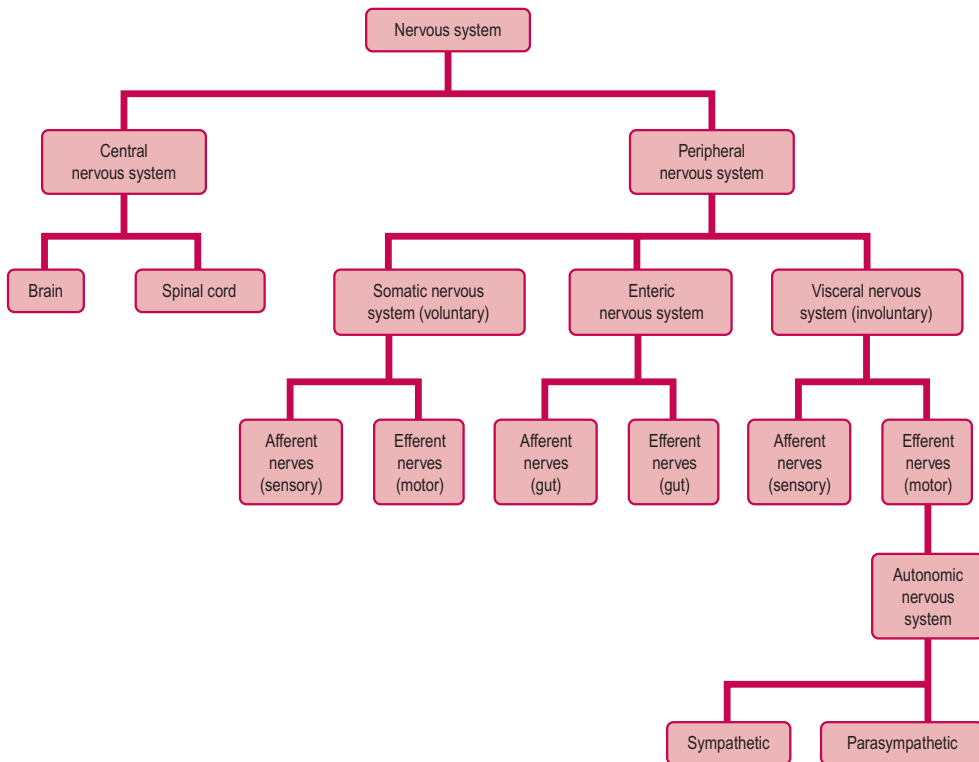 Nervous system
Central
nervous system
Peripheral
nervous system
Brain
Spinal cord
Somatic nervous
system (voluntary)
Enteric
nervous system
Visceral nervous
system (involuntary)
Afferent
nerves
(sensory)
Efferent
nerves
(motor)
Afferent
nerves
(gut)
Efferent
nerves
(gut)
Afferent
nerves
(sensory)
Efferent
nerves
(motor)
Autonomic
nervous
system
Sympathetic
Parasympathetic